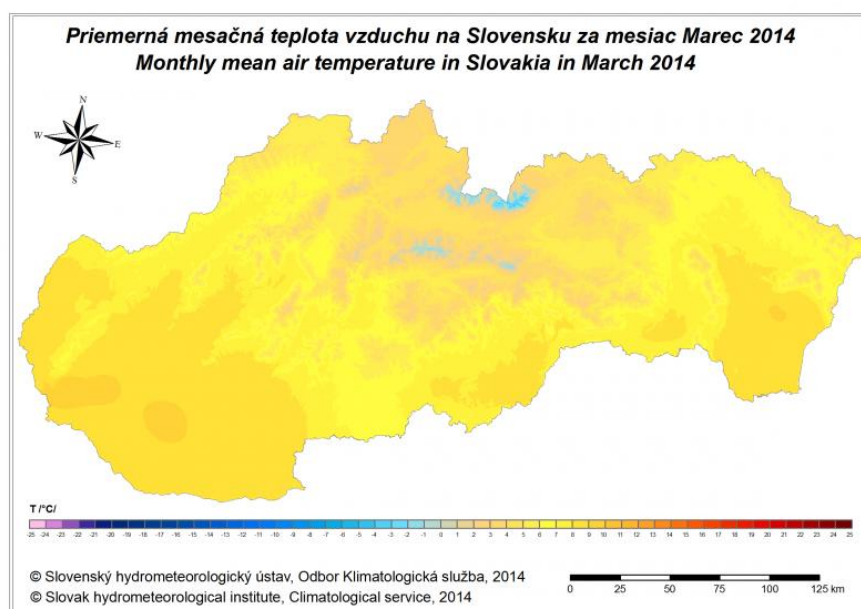 Priemerná mesačná teplota vzduchu na Slovensku za mesiac Marec 2014
Monthly mean air temperature in Slovakia in March 2014
N
W E
S
T /°C/
-25 -24 -23 -22 -21 -20 -19 -18 -17 -16 -15 -14 -13 -12 -11 -10 -9 -8 -7 -6 -5 -4 -3 -2 -1 0 1 2 3 4 5 6 7 8 9 10 11 12 13 14 15 16 17 18 19 20 21 22 23 24 25
© Slovenský hydrometeorologický ústav, Odbor Klimatologická služba, 2014
© Slovak hydrological institute, Climatological service, 2014
0 25 50 75 100 125 km